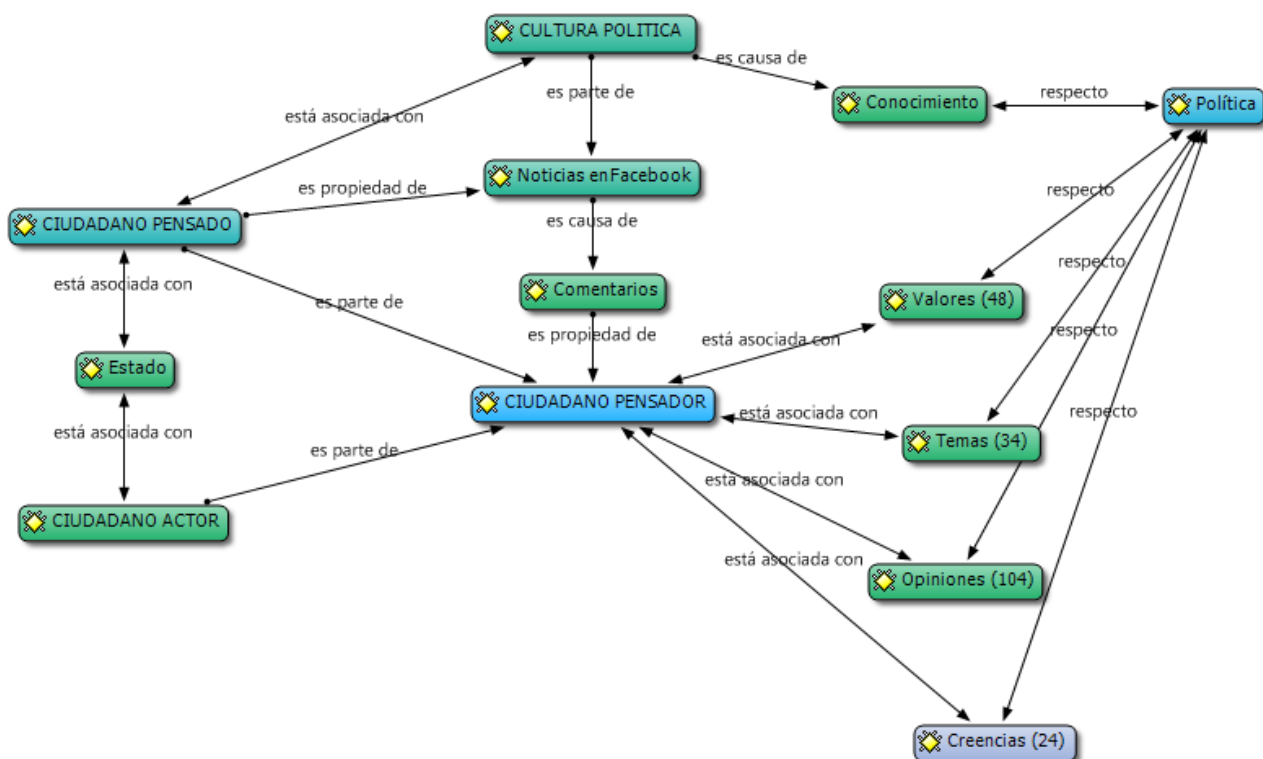 CULTURA POLITICA
es causa de
es parte de
Conocimiento
respecto
Política
está asociada con
Noticias en Facebook
es propiedad de
respecto
CIUDADANO PENSADO
es causa de
respecto
está asociada con
Comentarios
Valores (48)
es parte de
es propiedad de
está asociada con
respecto
Estado
CIUDADANO PENSADOR
está asociada con
respecto
está asociada con
es parte de
Temas (34)
está asociada con
CIUDADANO ACTOR
está asociada con
Opiniones (104)
Creencias (24)